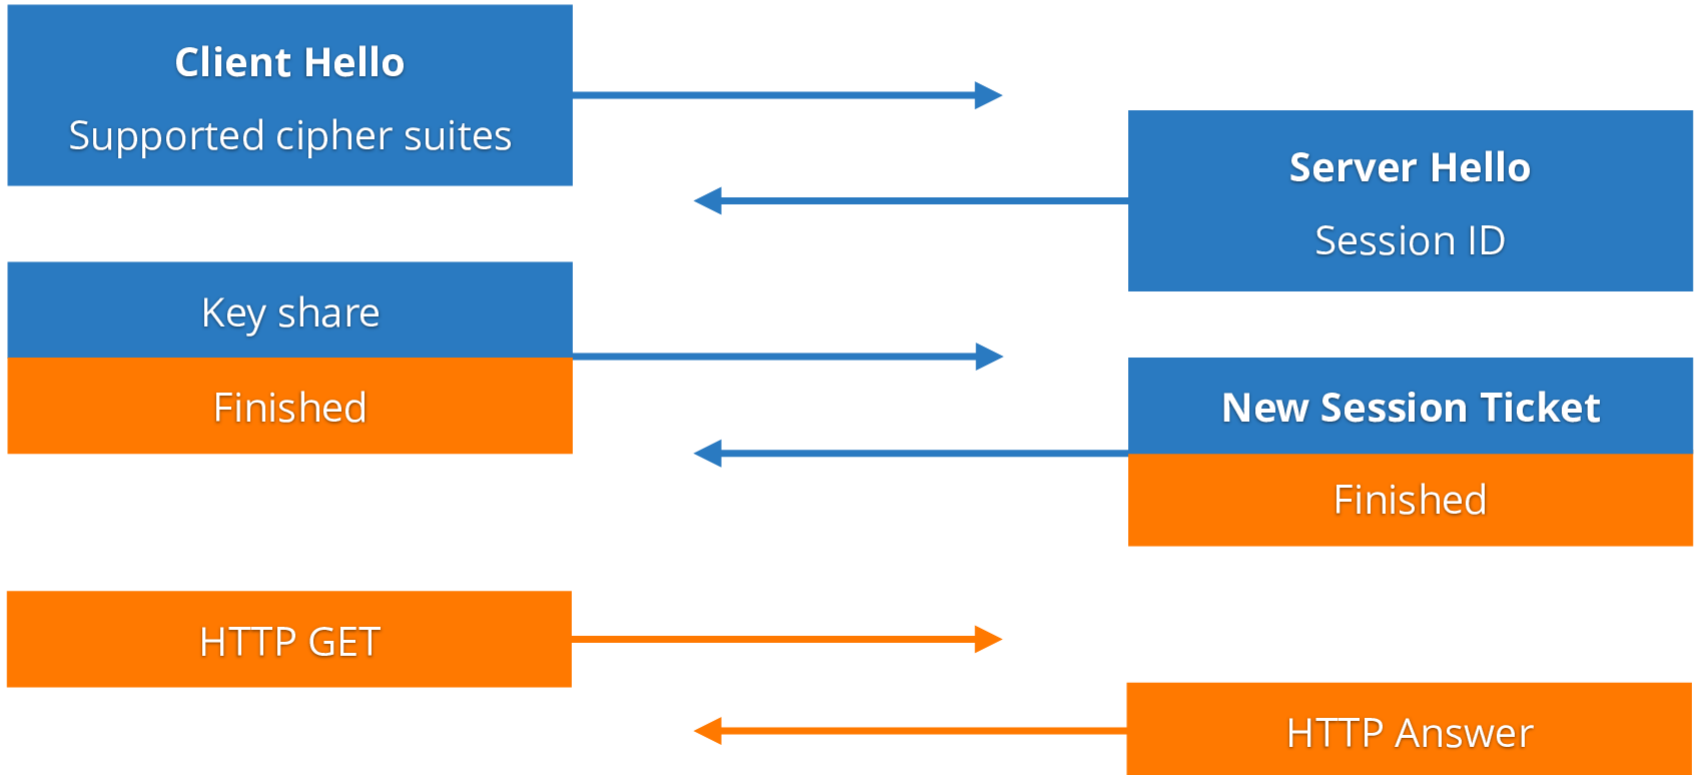 Client Hello
Supported cipher suites
Server Hello
Session ID
Key share
Finished
New Session Ticket
Finished
HTTP GET
HTTP Answer